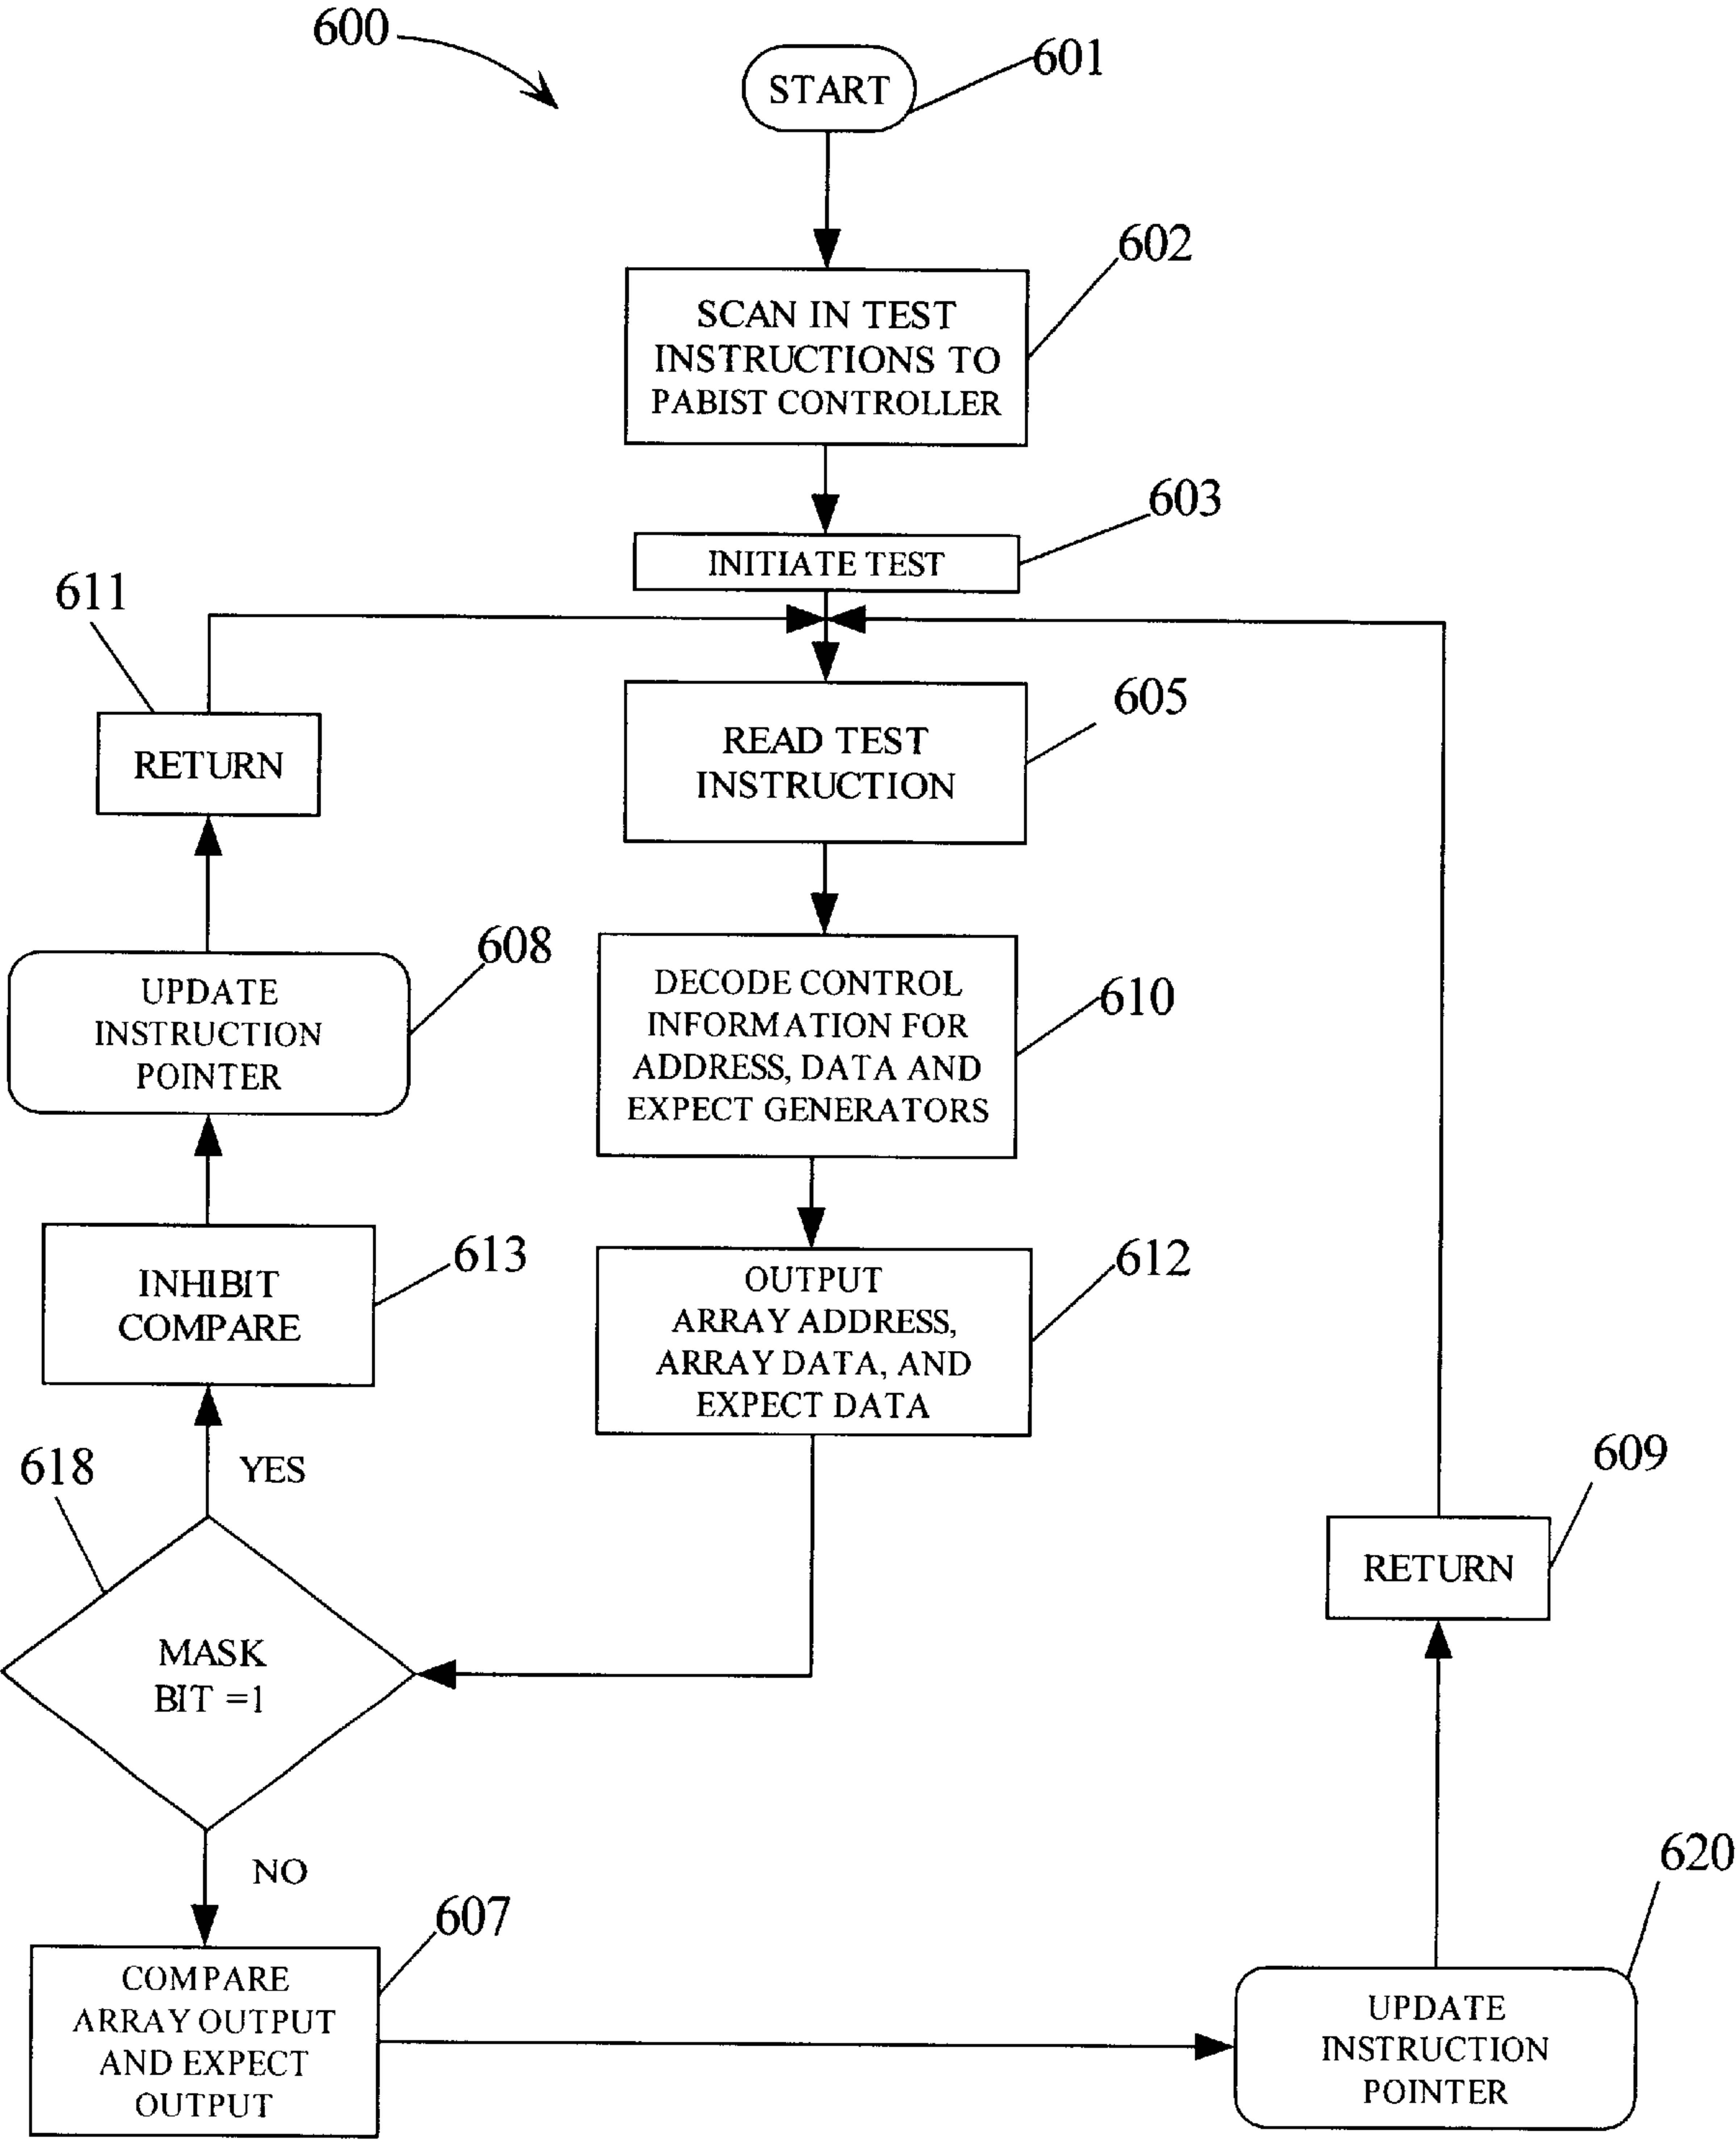 600
START
601
602
SCAN IN TEST
INSTRUCTIONS TO
PABIST CONTROLLER
603
INITIATE TEST
611
RETURN
605
READ TEST
INSTRUCTION
608
UPDATE
INSTRUCTION
POINTER
610
DECODE CONTROL
INFORMATION FOR
ADDRESS, DATA AND
EXPECT GENERATORS
613
INHIBIT
COMPARE
612
OUTPUT
ARRAY ADDRESS,
ARRAY DATA, AND
EXPECT DATA
618
YES
609
RETURN
MASK
BIT =1
NO
607
COMPARE
ARRAY OUTPUT
AND EXPECT
OUTPUT
620
UPDATE
INSTRUCTION
POINTER